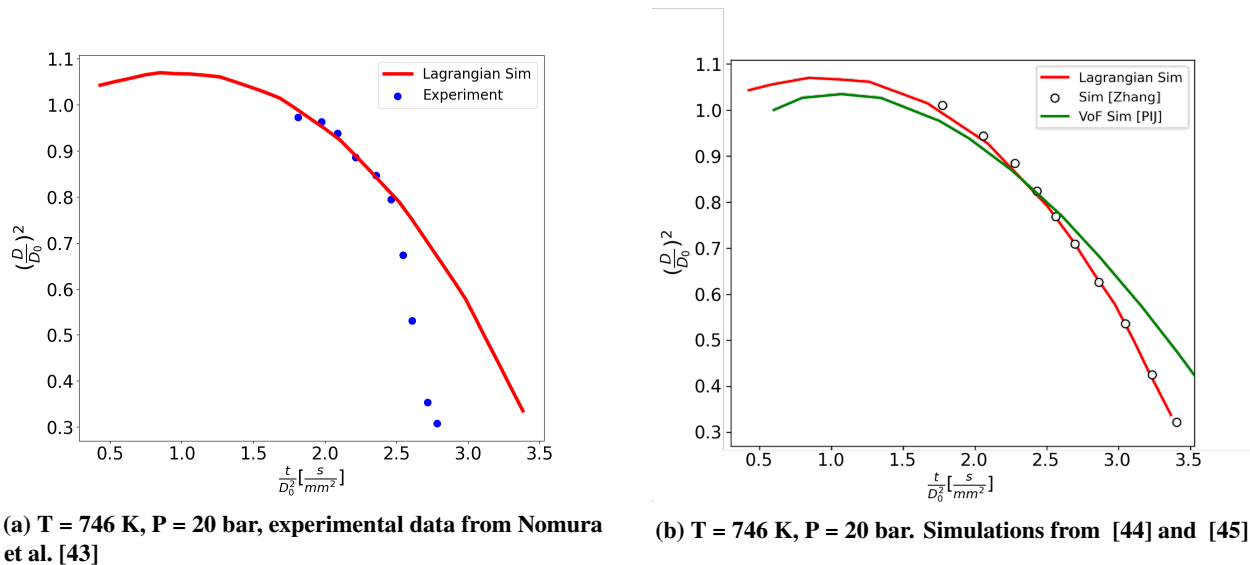 1.1
1.0
0.9
0.8
0.7
0.6
0.5
0.4
0.3
(D/D0)^2
Lagrangian Sim
Experiment
0.5 1.0 1.5 2.0 2.5 3.0 3.5
t/D0^2 [s/mm^2]
(a) T = 746 K, P = 20 bar, experimental data from Nomura
et al. [43]
1.1
1.0
0.9
0.8
0.7
0.6
0.5
0.4
0.3
(D/D0)^2
Lagrangian Sim
Sim [Zhang]
VoF Sim [PIJ]
0.5 1.0 1.5 2.0 2.5 3.0 3.5
t/D0^2 [s/mm^2]
(b) T = 746 K, P = 20 bar. Simulations from [44] and [45]